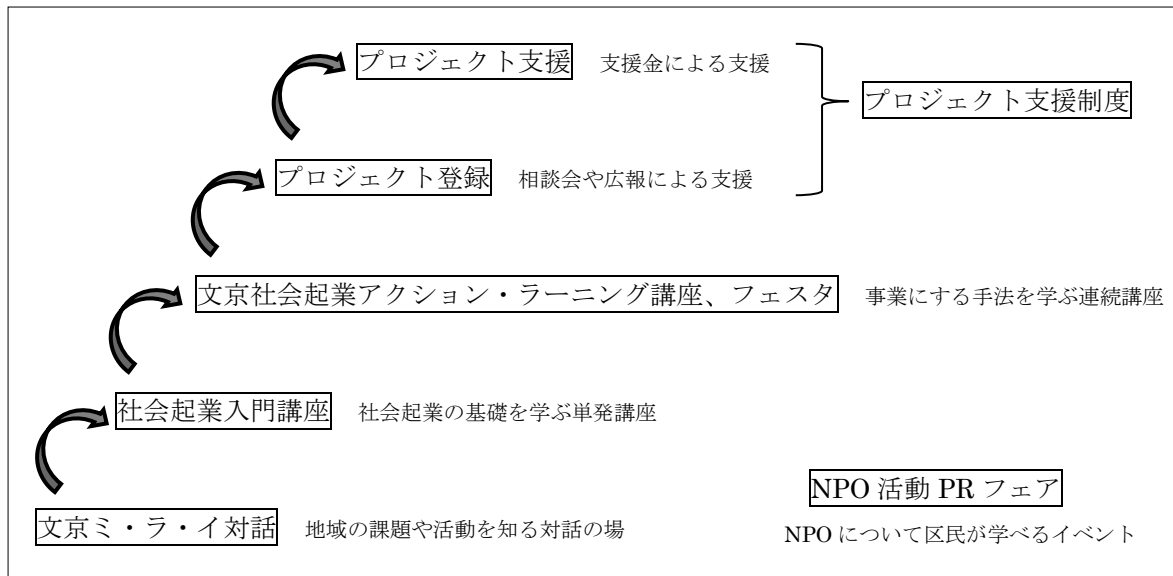 プロジェクト支援 支援金による支援
プロジェクト支援制度
プロジェクト登録 相談会や広報による支援
文京社会起業アクション・ラーニング講座、フェスタ 事業にする手法を学ぶ連続講座
社会起業入門講座 社会起業の基礎を学ぶ単発講座
NPO 活動 PR フェア
文京ミ・ラ・イ対話 地域の課題や活動を知る対話の場
NPO について区民が学べるイベント